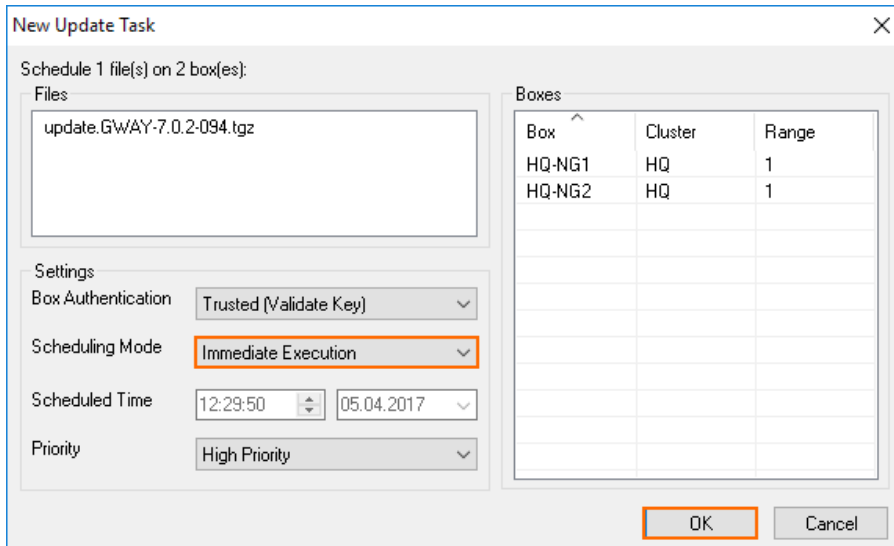 New Update Task
Schedule 1 file(s) on 2 box(es):
Files
update.GWAY-7.0.2-094.tgz
Boxes
Box Cluster Range
HQ-NG1 HQ 1
HQ-NG2 HQ 1
Settings
Box Authentication Trusted (Validate Key)
Scheduling Mode Immediate Execution
Scheduled Time 12:29:50 05.04.2017
Priority High Priority
OK Cancel